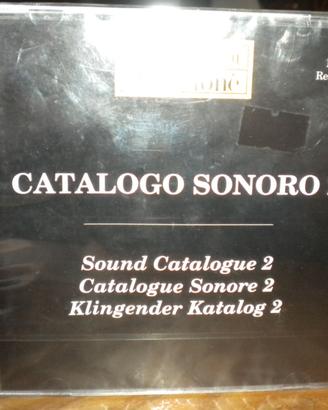 CATALOGO SONORO
Sound Catalogue 2
Catalogue Sonore 2
Klingender Katalog 2